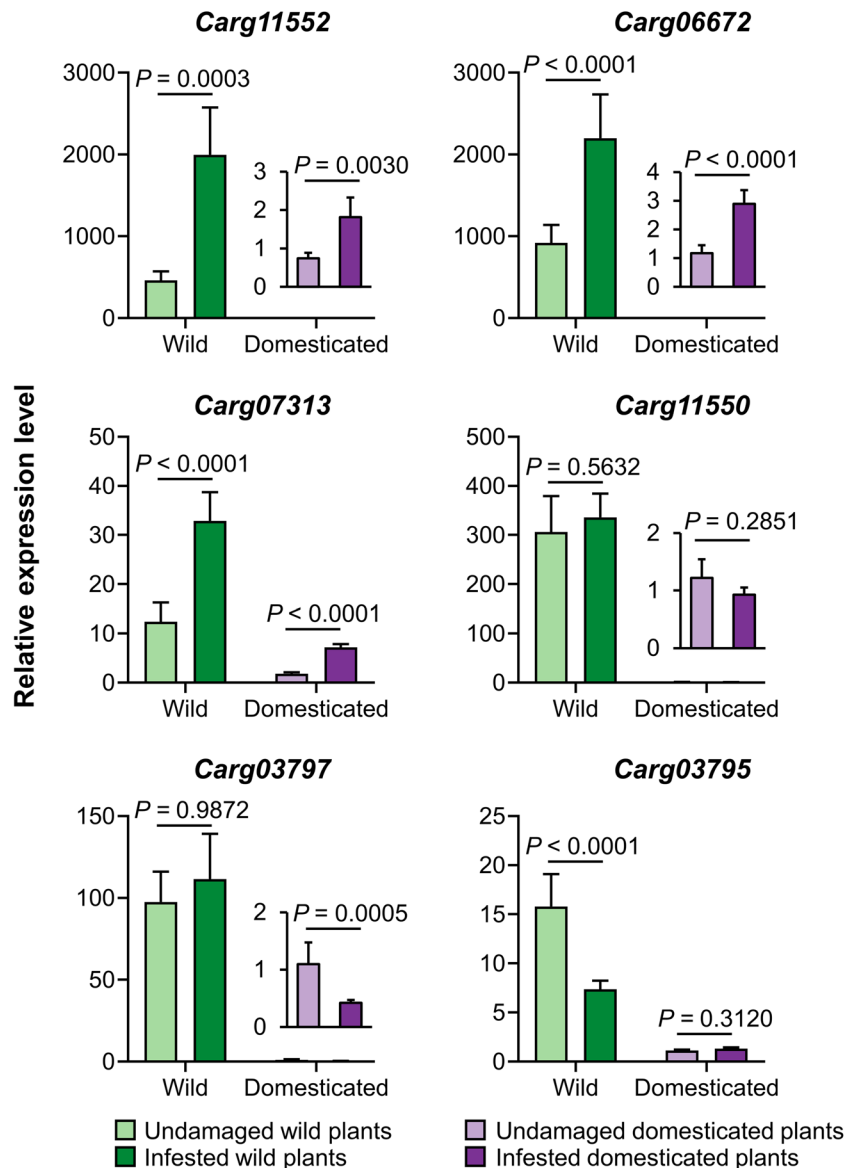 Carg11552
Carg06672
P = 0.0003
P < 0.0001
3000
2000
1000
0
P = 0.0030
3
2
1
0
Wild
Domesticated
3000
2000
1000
0
P < 0.0001
4
3
2
1
0
Wild
Domesticated
Relative expression level
Carg07313
Carg11550
50
40
30
20
10
0
P < 0.0001
P < 0.0001
Wild
Domesticated
500
400
300
200
100
0
P = 0.5632
P = 0.2851
2
1
0
Wild
Domesticated
Carg03797
Carg03795
150
100
50
0
P = 0.9872
P = 0.0005
2
1
0
Wild
Domesticated
25
20
15
10
5
0
P < 0.0001
P = 0.3120
Wild
Domesticated
Undamaged wild plants
Infested wild plants
Undamaged domesticated plants
Infested domesticated plants